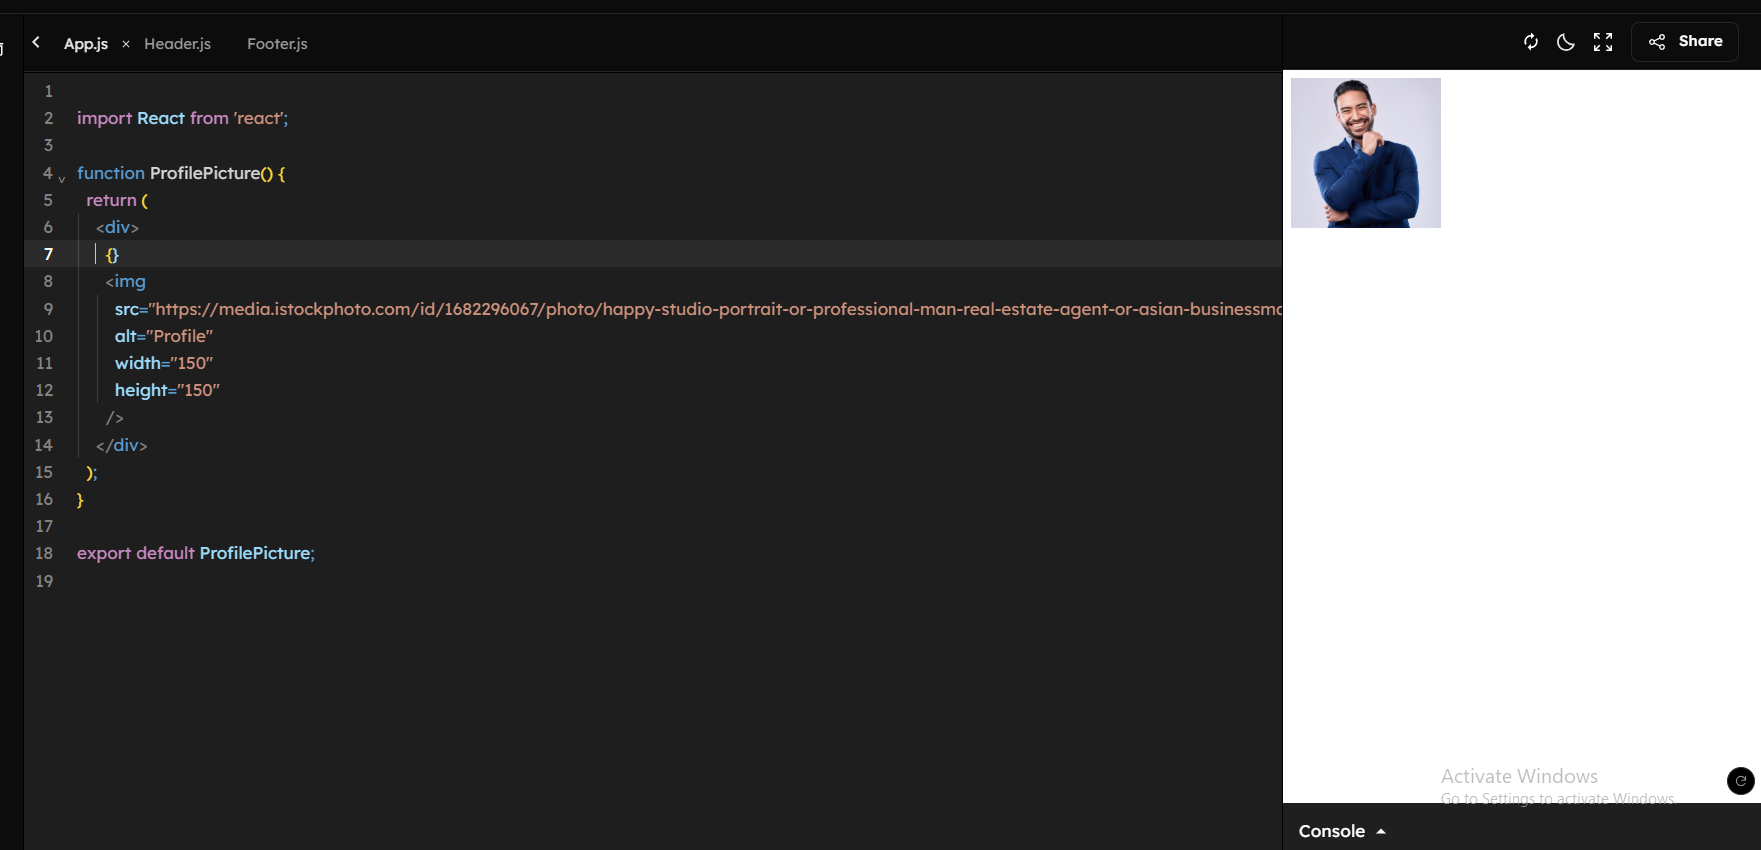 App.js × Header.js Footer.js
Share
1
2 import React from 'react';
3
4 function ProfilePicture() {
5 return (
6 <div>
7 {}
8 <img
9 src="https://media.istockphoto.com/id/1682296067/photo/happy-studio-portrait-or-professional-man-real-estate-agent-or-asian-businessma
10 alt="Profile"
11 width="150"
12 height="150"
13 />
14 </div>
15 );
16 }
17
18 export default ProfilePicture;
19
Activate Windows
Go to Settings to activate Windows.
Console